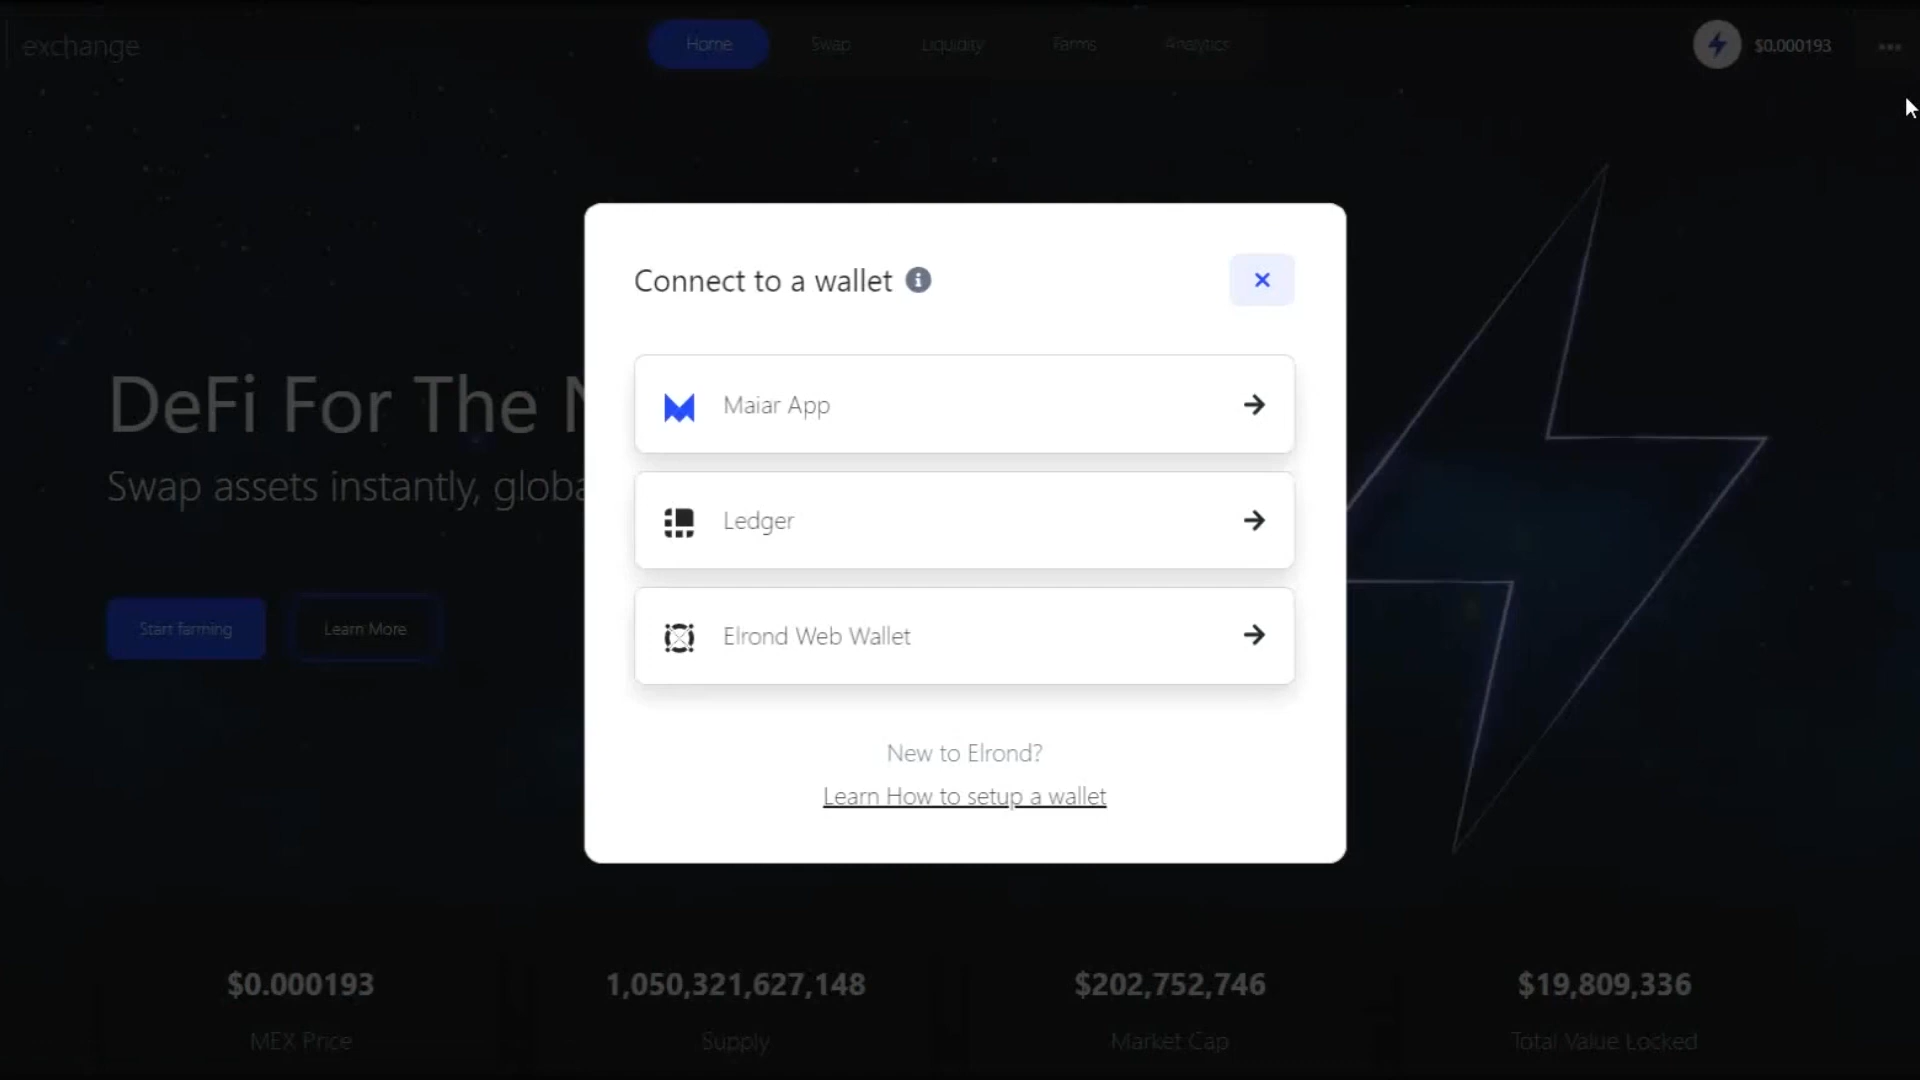 exchange
Home
Swap
Liquidity
Farms
Analytics
$0.000193
Connect to a wallet
Maiar App
DeFi For The
Swap assets instantly,
Ledger
Start farming
Learn More
Elrond Web Wallet
New to Elrond?
Learn How to setup a wallet
$0.000193
1,050,321,627,148
$202,752,746
$19,809,336
MEX Price
Supply
Market Cap
Total Value Locked